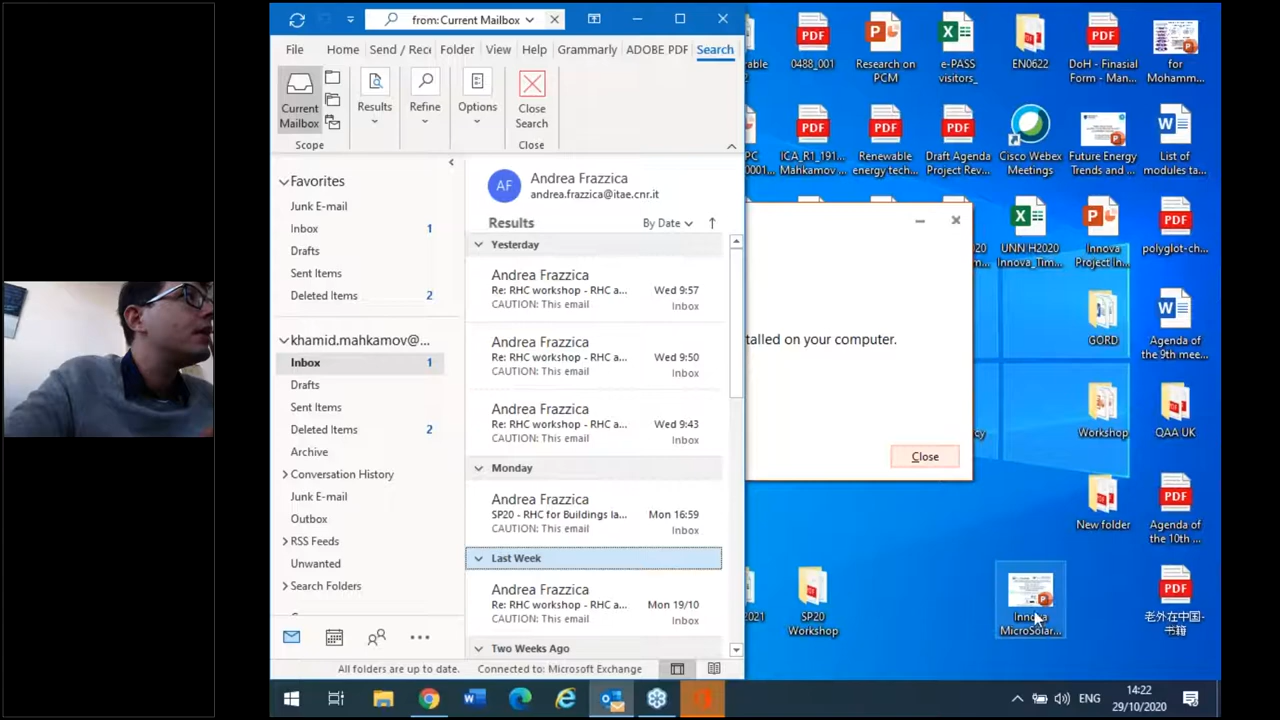 from:Current Mailbox
File Home Send / Rec Folder View Help Grammarly ADOBE PDF Search
Current Mailbox
Results
Refine
Options
Close Search
Scope
Close
Favorites
Junk E-mail
Inbox 1
Drafts
Sent Items
Deleted Items 2
khamid.mahkamov@...
Inbox 1
Drafts
Sent Items
Deleted Items 2
Archive
Conversation History
Junk E-mail
Outbox
RSS Feeds
Unwanted
Search Folders
AF
Andrea Frazzica
andrea.frazzica@itae.cnr.it
Results
By Date
Yesterday
Andrea Frazzica
Re: RHC workshop - RHC a... Wed 9:57
CAUTION: This email Inbox
Andrea Frazzica
Re: RHC workshop - RHC a... Wed 9:50
CAUTION: This email Inbox
Andrea Frazzica
Re: RHC workshop - RHC a... Wed 9:43
CAUTION: This email Inbox
Monday
Andrea Frazzica
SP20 - RHC for Buildings la... Mon 16:59
CAUTION: This email Inbox
Last Week
Andrea Frazzica
Re: RHC workshop - RHC a... Mon 19/10
CAUTION: This email Inbox
Two Weeks Ago
All folders are up to date. Connected to: Microsoft Exchange
talled on your computer.
Close
PDF
0488_001
Research on
PCM
e-PASS
visitors_
EN0622
PDF
DoH - Finasial
Form - Man...
for
Mohamm...
PDF
ICA_R1_191...
Mahkamov
PDF
Renewable
energy tech...
PDF
Draft Agenda
Project Rev...
Cisco Webex
Meetings
Future Energy
Trends and ...
List of
modules ta...
UNN H2020
Innova_Tim...
Innova
Project In...
PDF
polyglot-ch...
GORD
Agenda of
the 9th mee...
Workshop
QAA UK
New folder
PDF
Agenda of
the 10th ...
2021
SP20
Workshop
Innova
MicroSolar...
PDF
老外在中国-
书籍
ENG
14:22
29/10/2020